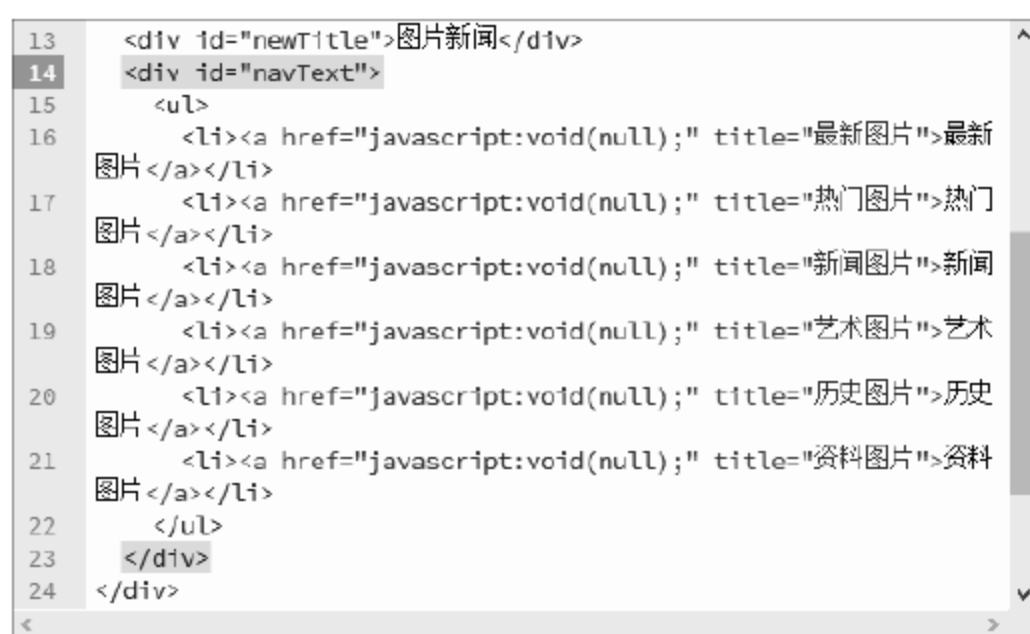 13 <div id="newTitle">图片新闻</div>
14 <div id="navText">
15 <ul>
16 <li><a href="javascript:void(null);" title="最新图片">最新
图片</a></li>
17 <li><a href="javascript:void(null);" title="热门图片">热门
图片</a></li>
18 <li><a href="javascript:void(null);" title="新闻图片">新闻
图片</a></li>
19 <li><a href="javascript:void(null);" title="艺术图片">艺术
图片</a></li>
20 <li><a href="javascript:void(null);" title="历史图片">历史
图片</a></li>
21 <li><a href="javascript:void(null);" title="资料图片">资料
图片</a></li>
22 </ul>
23 </div>
24 </div>